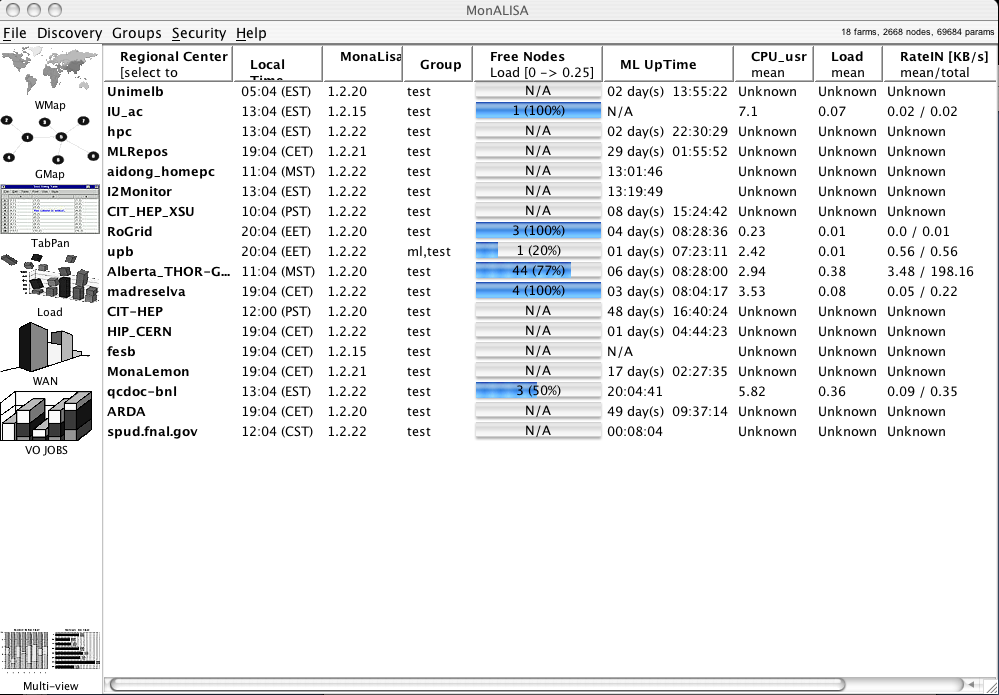 MonALISA
File Discovery Groups Security Help 18 farms, 2668 nodes, 69684 params
Regional Center [select to Local MonaLisa Group Free Nodes Load [0 -> 0.25] ML UpTime CPU_usr mean Load mean RateIn [KB/s] mean/total
Unimelb 05:04 (EST) 1.2.20 test N/A 02 day(s) 13:55:22 Unknown Unknown Unknown
IU_ac 13:04 (EST) 1.2.15 test 1 (100%) N/A 7.1 0.07 0.02 / 0.02
hpc 13:04 (EST) 1.2.22 test N/A 02 day(s) 22:30:29 Unknown Unknown Unknown
MLRepos 19:04 (CET) 1.2.21 test N/A 29 day(s) 01:55:52 Unknown Unknown Unknown
aidong_homepc 11:04 (MST) 1.2.22 test N/A 13:01:46 Unknown Unknown Unknown
I2Monitor 13:04 (EST) 1.2.22 test N/A 13:19:49 Unknown Unknown Unknown
CIT_HEP_XSU 10:04 (PST) 1.2.22 test N/A 08 day(s) 15:24:42 Unknown Unknown Unknown
RoGrid 20:04 (EET) 1.2.22 test 3 (100%) 04 day(s) 08:28:36 0.23 0.01 0.0 / 0.01
upb 20:04 (EET) 1.2.22 ml,test 1 (20%) 01 day(s) 07:23:11 2.42 0.01 0.56 / 0.56
Alberta_THOR-G... 11:04 (MST) 1.2.20 test 44 (77%) 06 day(s) 08:28:00 2.94 0.38 3.48 / 198.16
madreselva 19:04 (CET) 1.2.22 test 4 (100%) 03 day(s) 08:04:17 3.53 0.08 0.05 / 0.22
CIT-HEP 12:00 (PST) 1.2.20 test N/A 48 day(s) 16:40:24 Unknown Unknown Unknown
HIP_CERN 19:04 (CET) 1.2.22 test N/A 01 day(s) 04:44:23 Unknown Unknown Unknown
fesb 19:04 (CET) 1.2.15 test N/A N/A Unknown Unknown Unknown
MonaLemon 19:04 (CET) 1.2.21 test N/A 17 day(s) 02:27:35 Unknown Unknown Unknown
qcdoc-bnl 13:04 (EST) 1.2.22 test 3 (50%) 20:04:41 5.82 0.36 0.09 / 0.35
ARDA 19:04 (CET) 1.2.20 test N/A 49 day(s) 09:37:14 Unknown Unknown Unknown
spud.fnal.gov 12:04 (CST) 1.2.22 test N/A 00:08:04 Unknown Unknown Unknown
WMap
GMap
TabPan
Load
WAN
VO JOBS
Multi-view